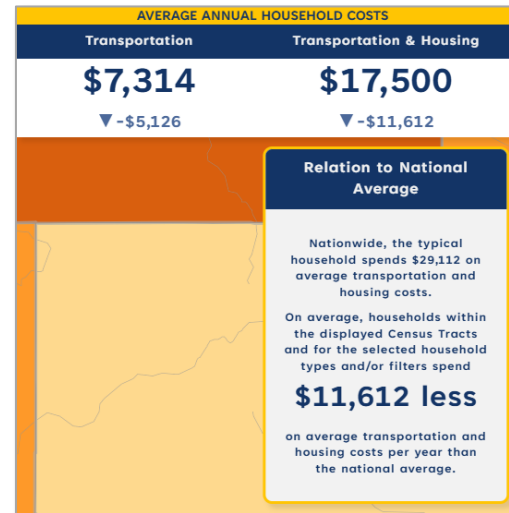 AVERAGE ANNUAL HOUSEHOLD COSTS
Transportation
Transportation & Housing
$7,314
$17,500
▼-$5,126
▼-$11,612
Relation to National
Average
Nationwide, the typical
household spends $29,112 on
average transportation and
housing costs.
On average, households within
the displayed Census Tracts
and for the selected household
types and/or filters spend
$11,612 less
on average transportation and
housing costs per year than
the national average.